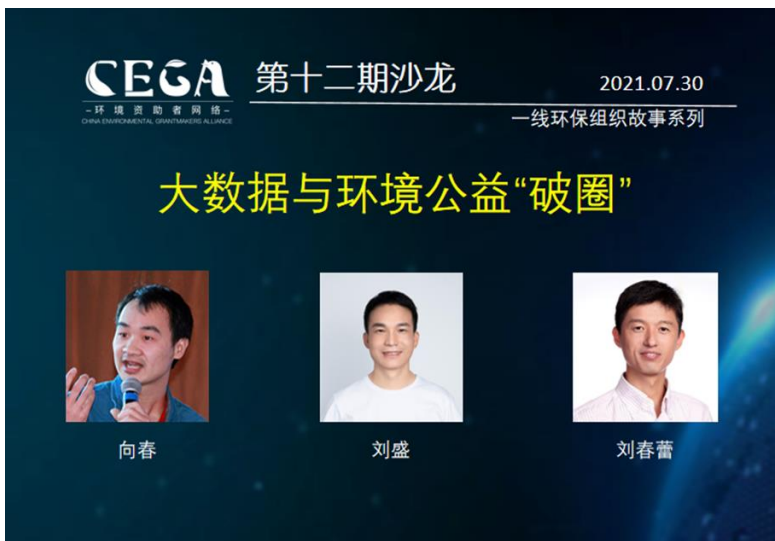 CEGA
-环境资助者网络-
CHINA ENVIRONMENTAL GRANTMAKERS ALLIANCE
第十二期沙龙
2021.07.30
一线环保组织故事系列
大数据与环境公益“破圈”
向春
刘盛
刘春蕾